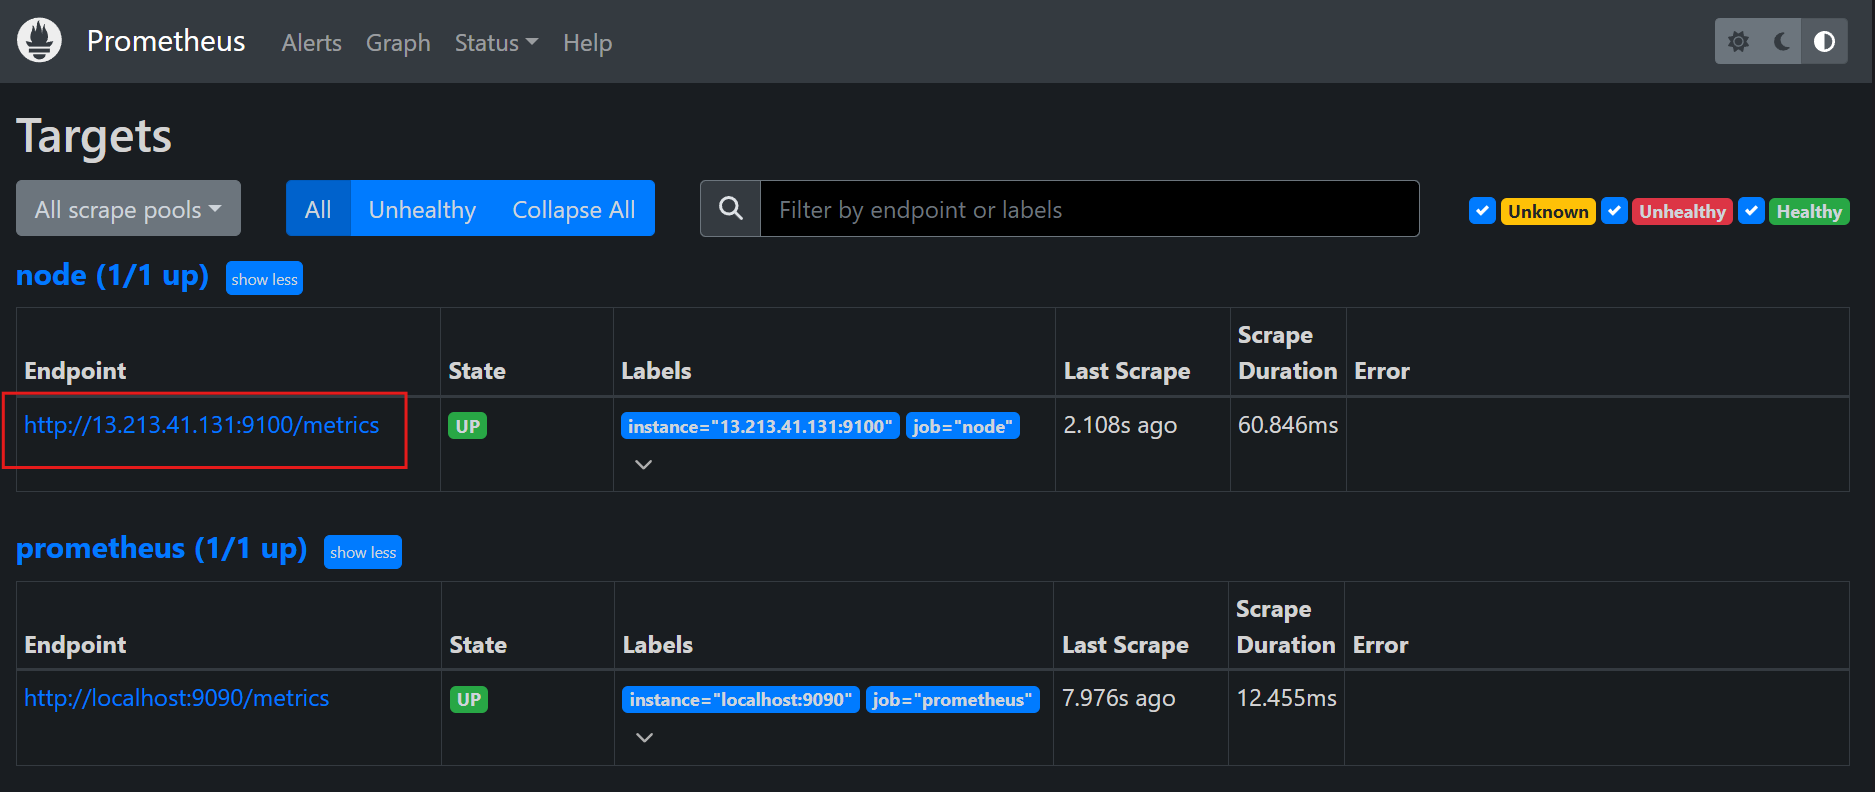 Prometheus Alerts Graph Status Help
Targets
All scrape pools All Unhealthy Collapse All Filter by endpoint or labels Unknown Unhealthy Healthy
node (1/1 up) show less
Endpoint State Labels Last Scrape Scrape Duration Error
http://13.213.41.131:9100/metrics UP instance="13.213.41.131:9100" job="node" 2.108s ago 60.846ms
prometheus (1/1 up) show less
Endpoint State Labels Last Scrape Scrape Duration Error
http://localhost:9090/metrics UP instance="localhost:9090" job="prometheus" 7.976s ago 12.455ms